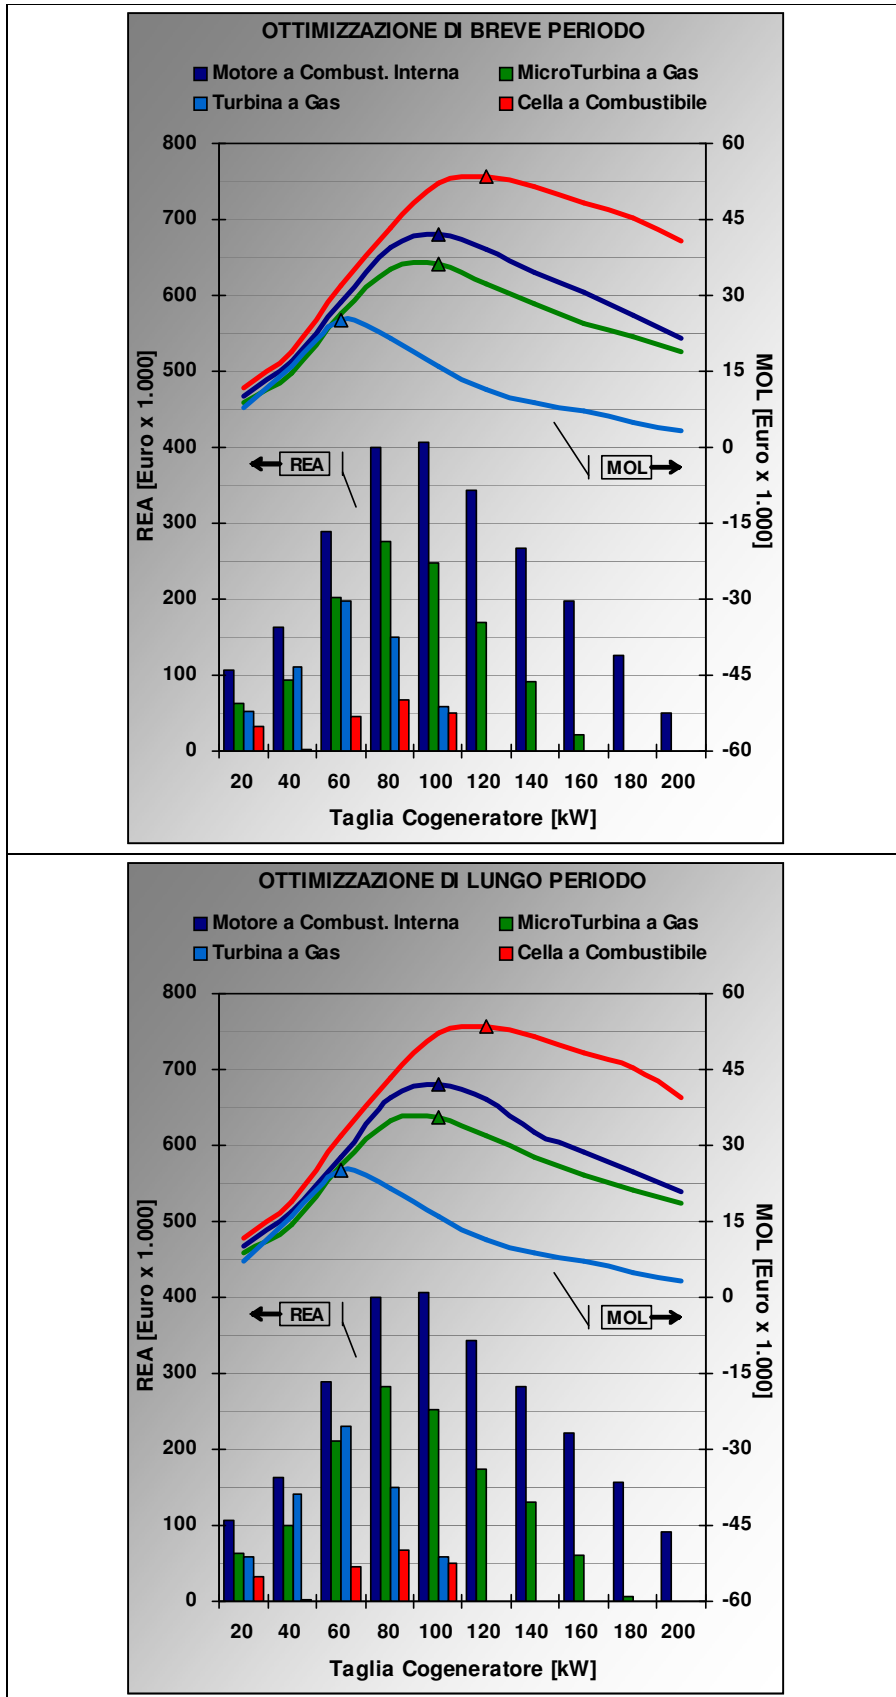 OTTIMIZZAZIONE DI BREVE PERIODO
Motore a Combust. Interna MicroTurbina a Gas
Turbina a Gas Cella a Combustibile
800 60
700 45
600 30
500 15
400 0
300 -15
200 -30
100 -45
0 -60
REA [Euro x 1.000]
MOL [Euro x 1.000]
REA MOL
20 40 60 80 100 120 140 160 180 200
Taglia Cogeneratore [kW]
OTTIMIZZAZIONE DI LUNGO PERIODO
Motore a Combust. Interna MicroTurbina a Gas
Turbina a Gas Cella a Combustibile
800 60
700 45
600 30
500 15
400 0
300 -15
200 -30
100 -45
0 -60
REA [Euro x 1.000]
MOL [Euro x 1.000]
REA MOL
20 40 60 80 100 120 140 160 180 200
Taglia Cogeneratore [kW]